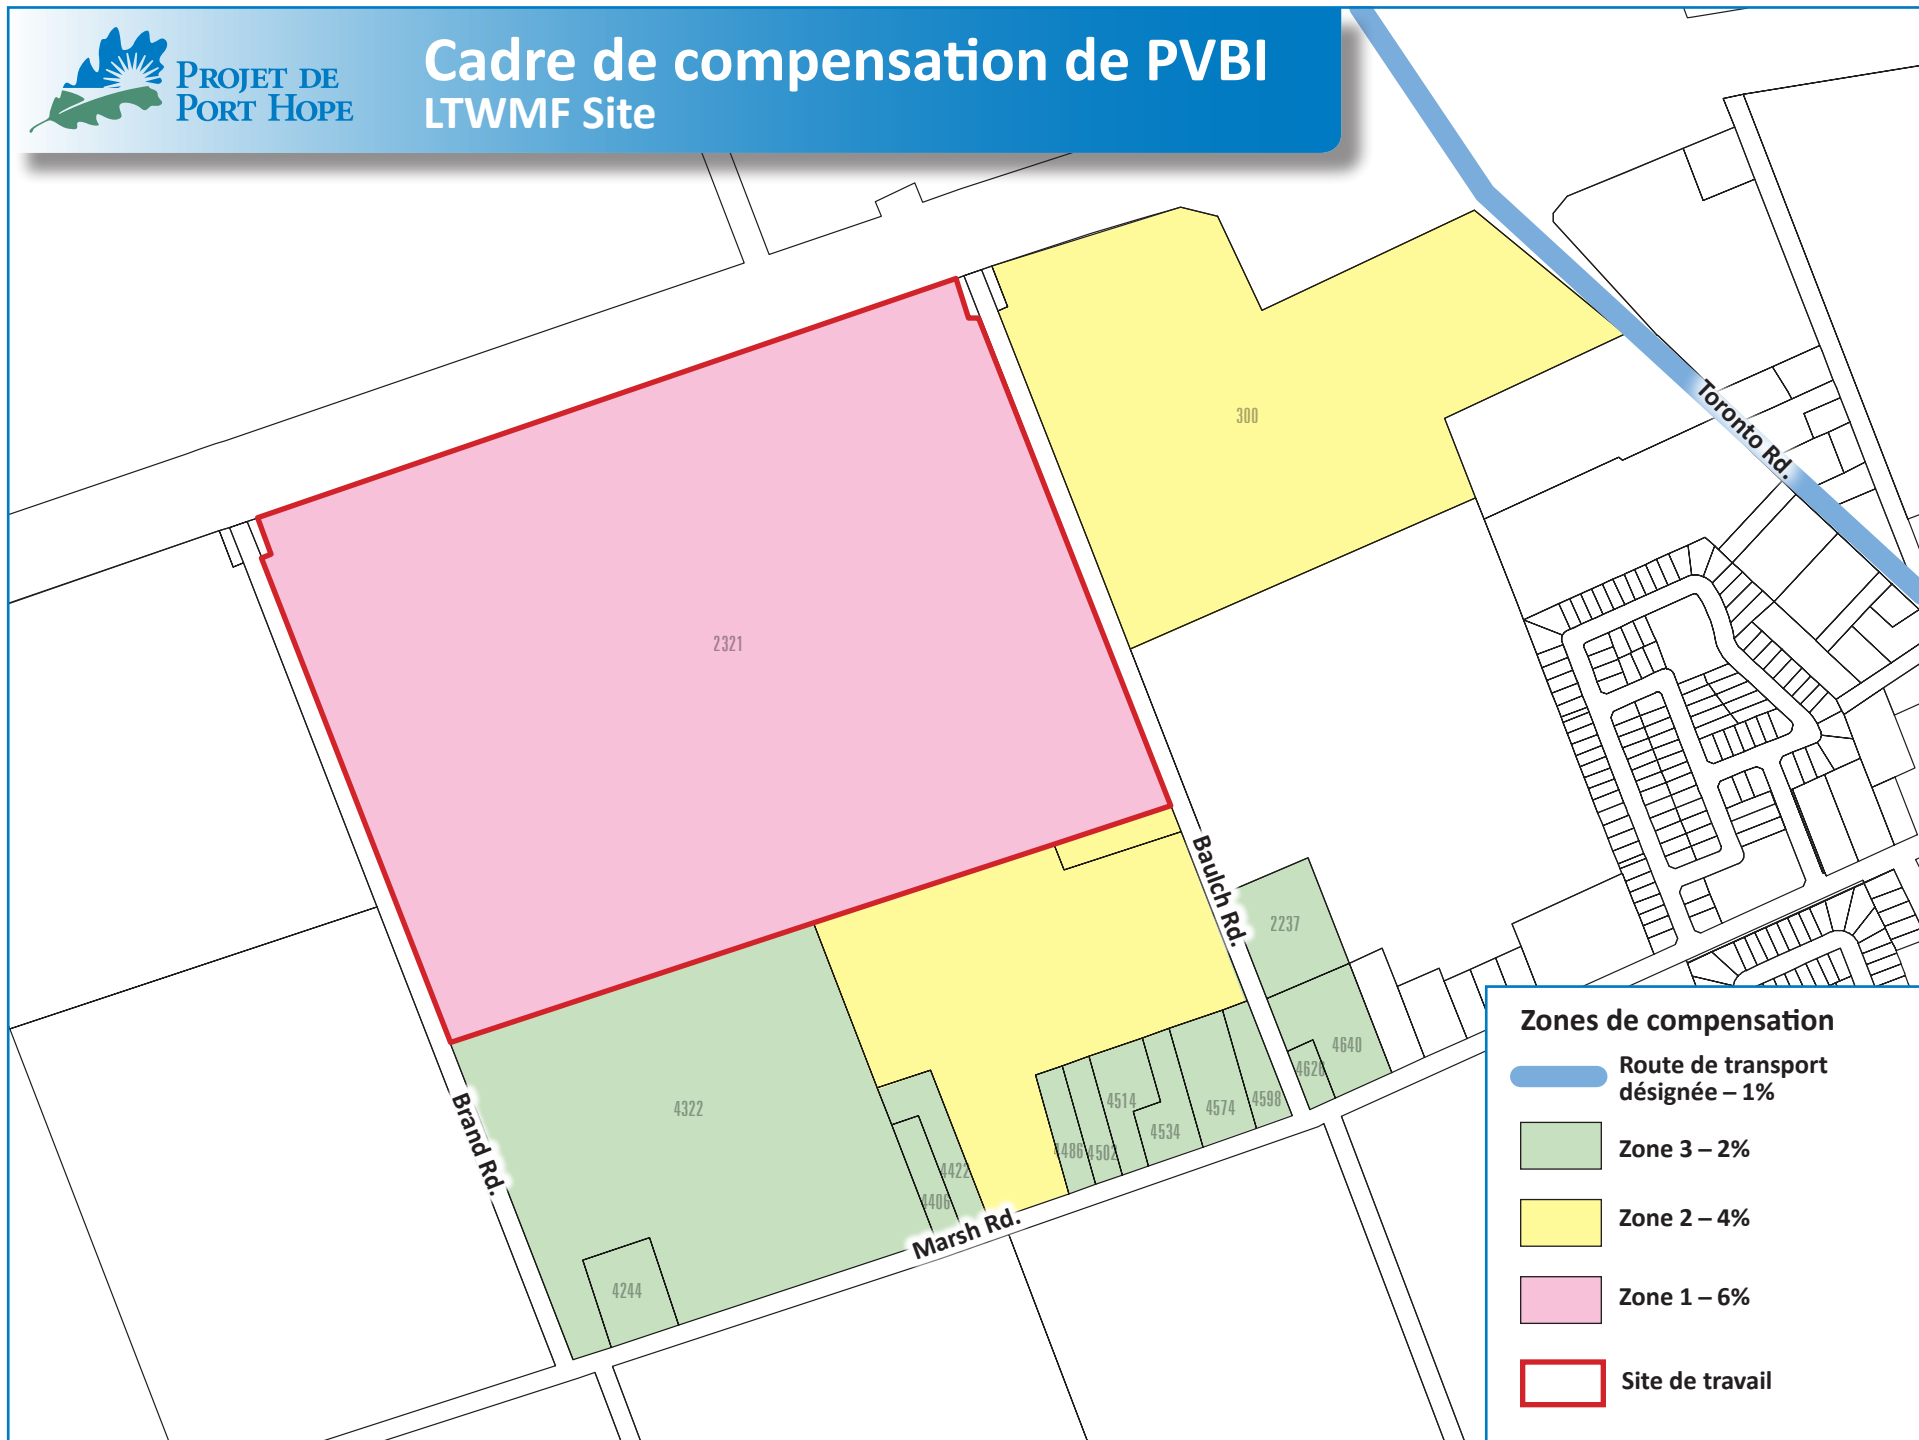 PROJET DE
PORT HOPE
Cadre de compensation de PVBI
LTWMF Site
Toronto Rd.
300
2321
Baulch Rd.
2237
4640
4628
4322
Brand Rd.
4514
4574
4598
4534
4486
4502
4422
4406
Marsh Rd.
4244
Zones de compensation
Route de transport
désignée – 1%
Zone 3 – 2%
Zone 2 – 4%
Zone 1 – 6%
Site de travail